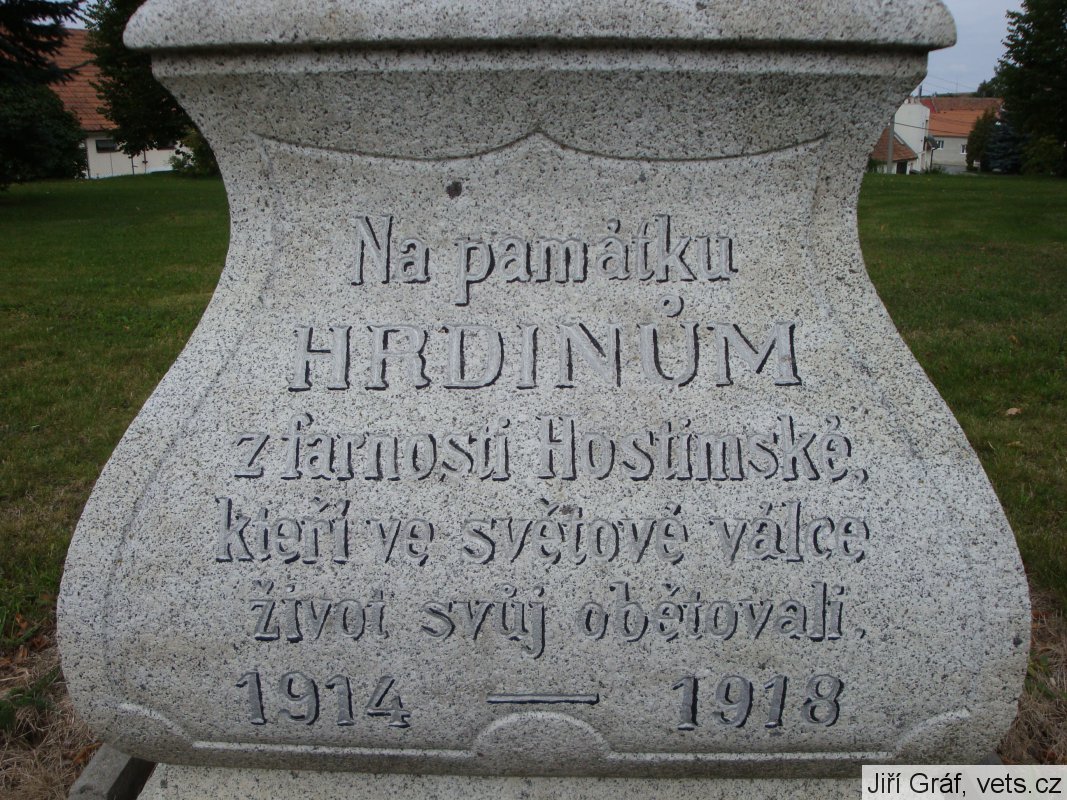 Na památku
HRDINŮM
z farnosti Hostimské,
kteří ve světové válce
život svůj obětovali.
1914 — 1918
Jiří Gráf, vets.cz